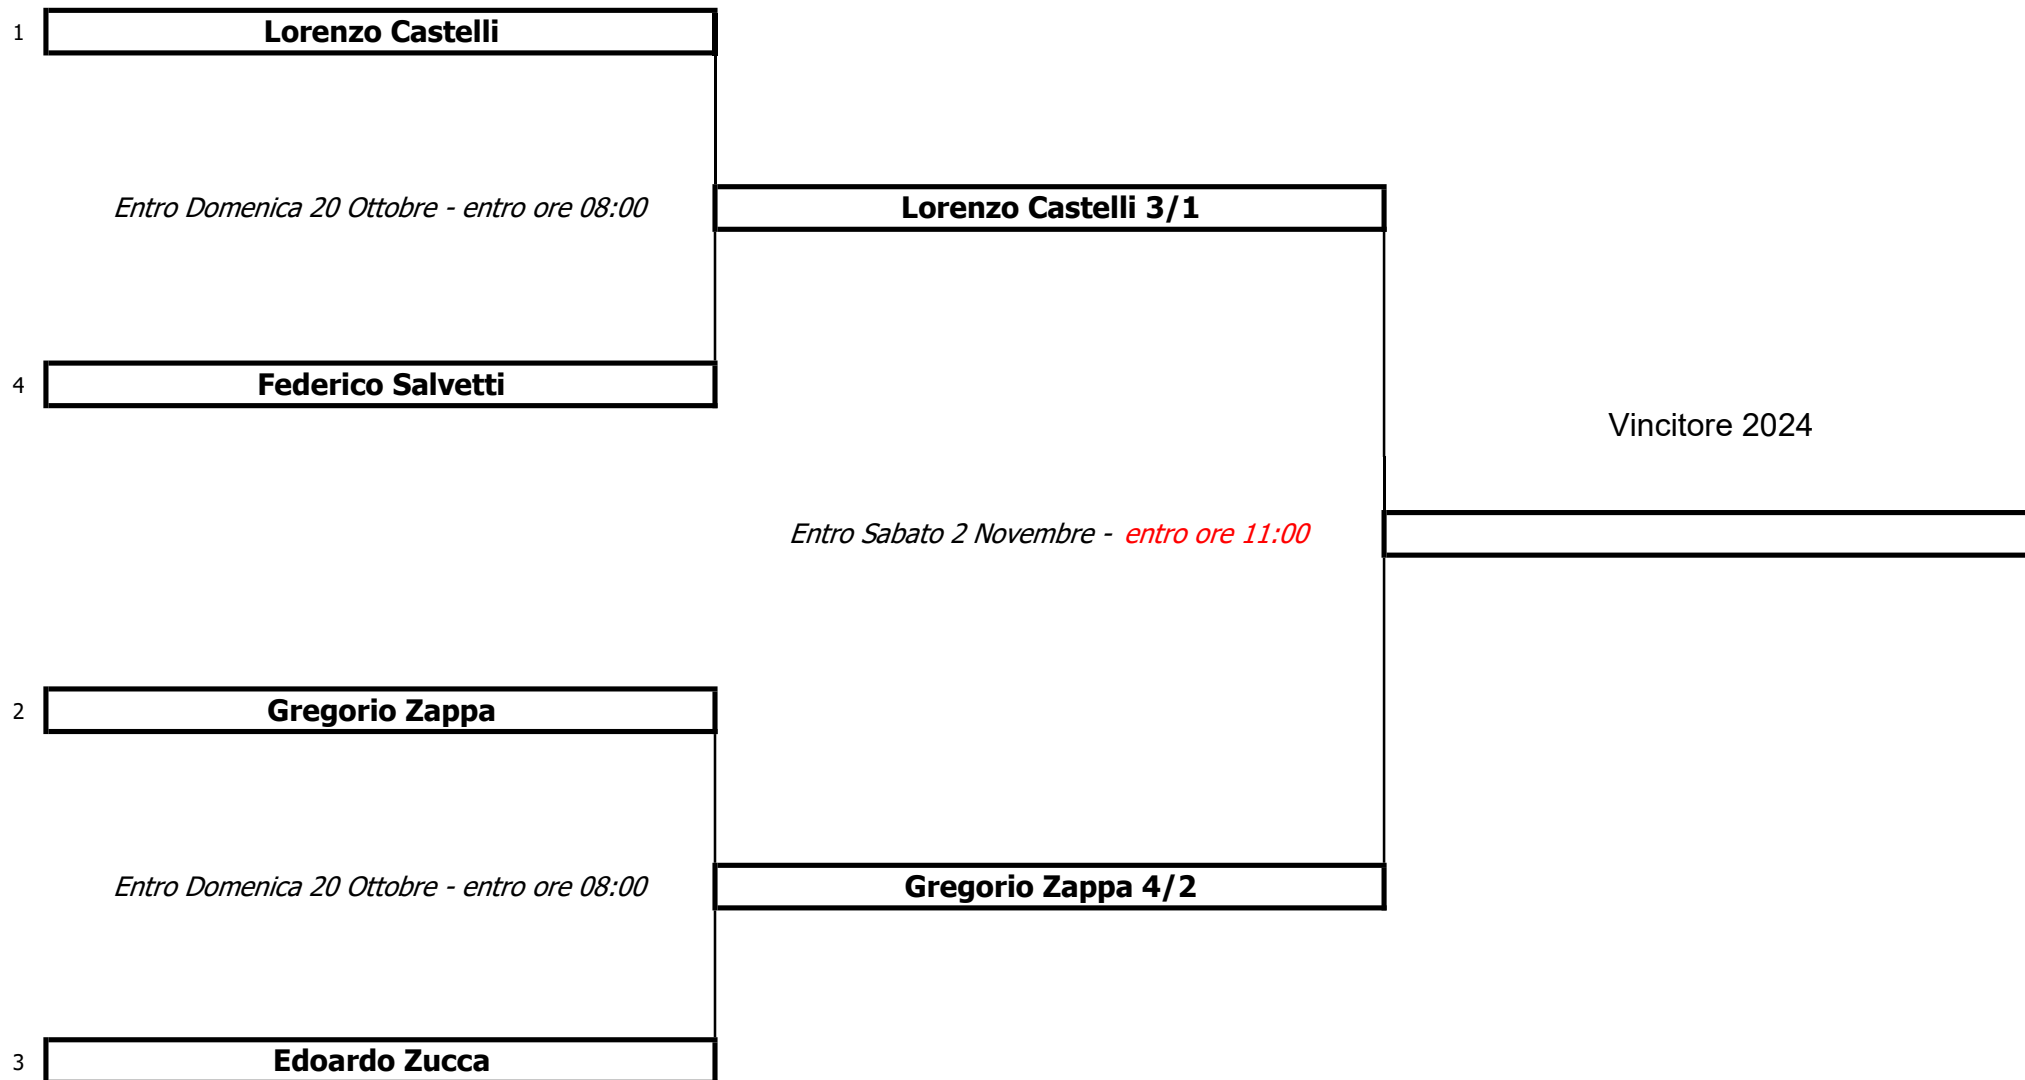 1 Lorenzo Castelli
Entro Domenica 20 Ottobre - entro ore 08:00
Lorenzo Castelli 3/1
4 Federico Salvetti
Vincitore 2024
Entro Sabato 2 Novembre - entro ore 11:00
2 Gregorio Zappa
Entro Domenica 20 Ottobre - entro ore 08:00
Gregorio Zappa 4/2
3 Edoardo Zucca